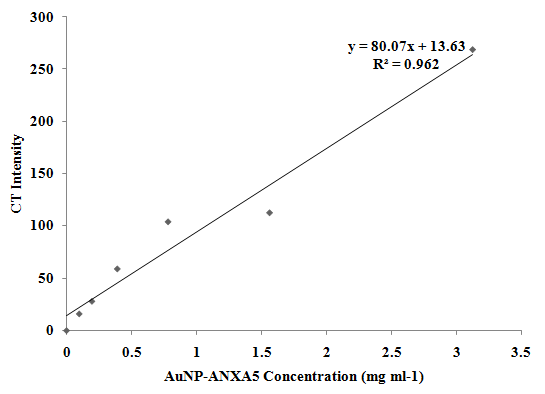 300
y = 80.07x + 13.63
R² = 0.962
250
200
150
100
50
0
CT Intensity
0 0.5 1 1.5 2 2.5 3 3.5
AuNP-ANXA5 Concentration (mg ml-1)